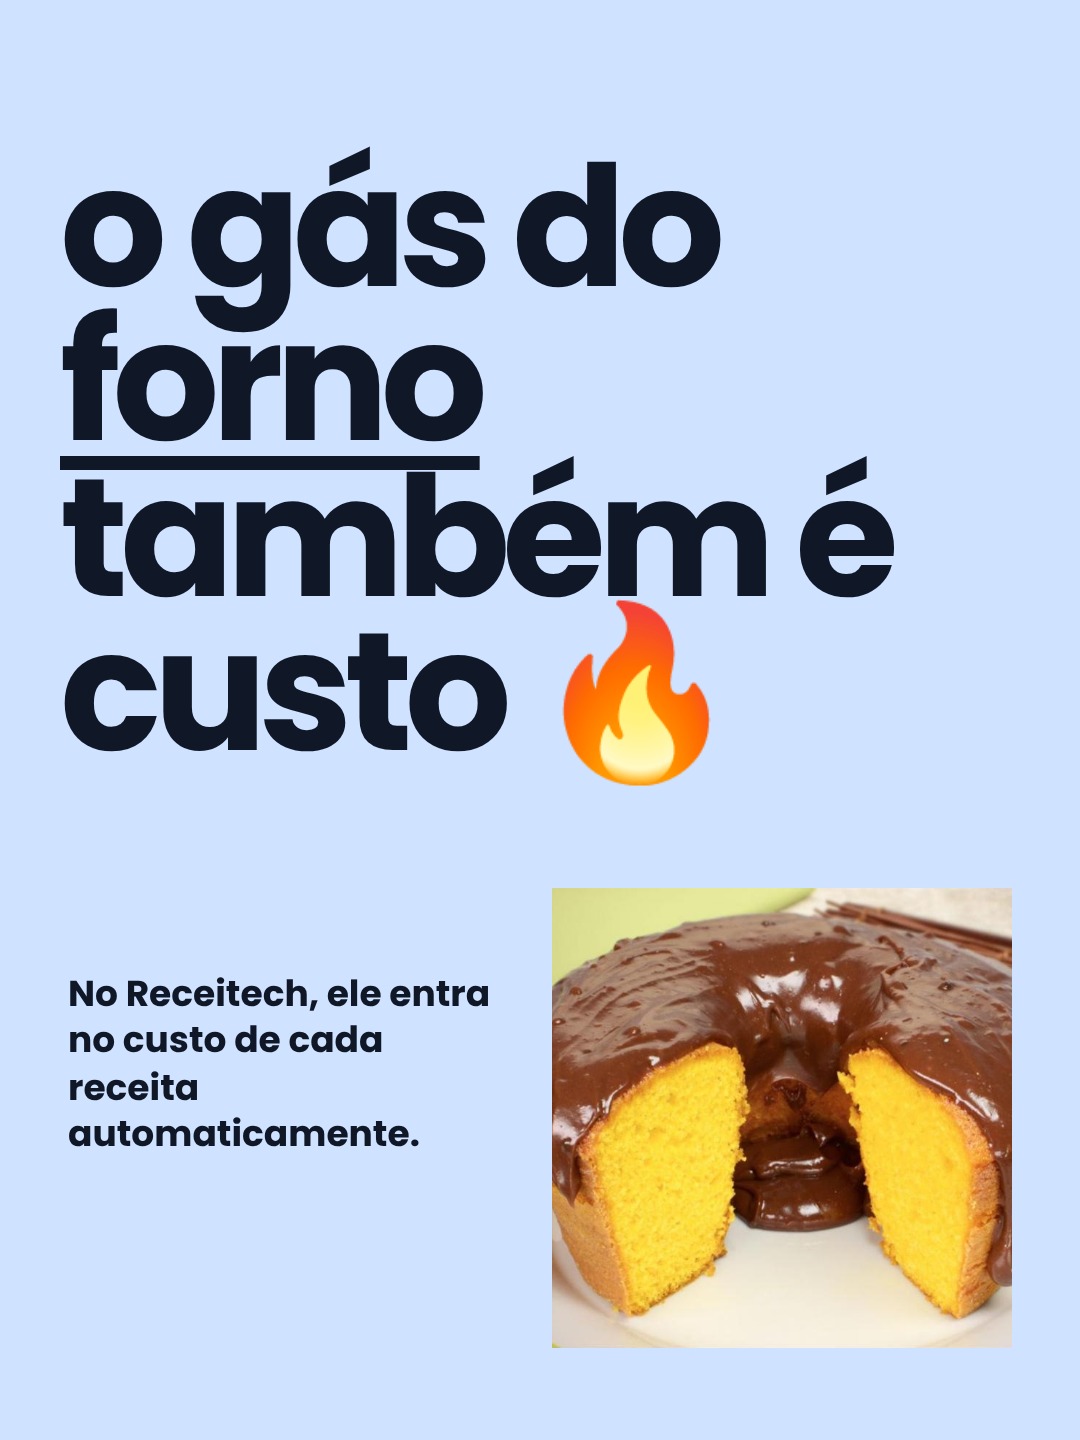 o gás do
forno
também é
custo 🔥
No Receitech, ele entra
no custo de cada
receita
automaticamente.